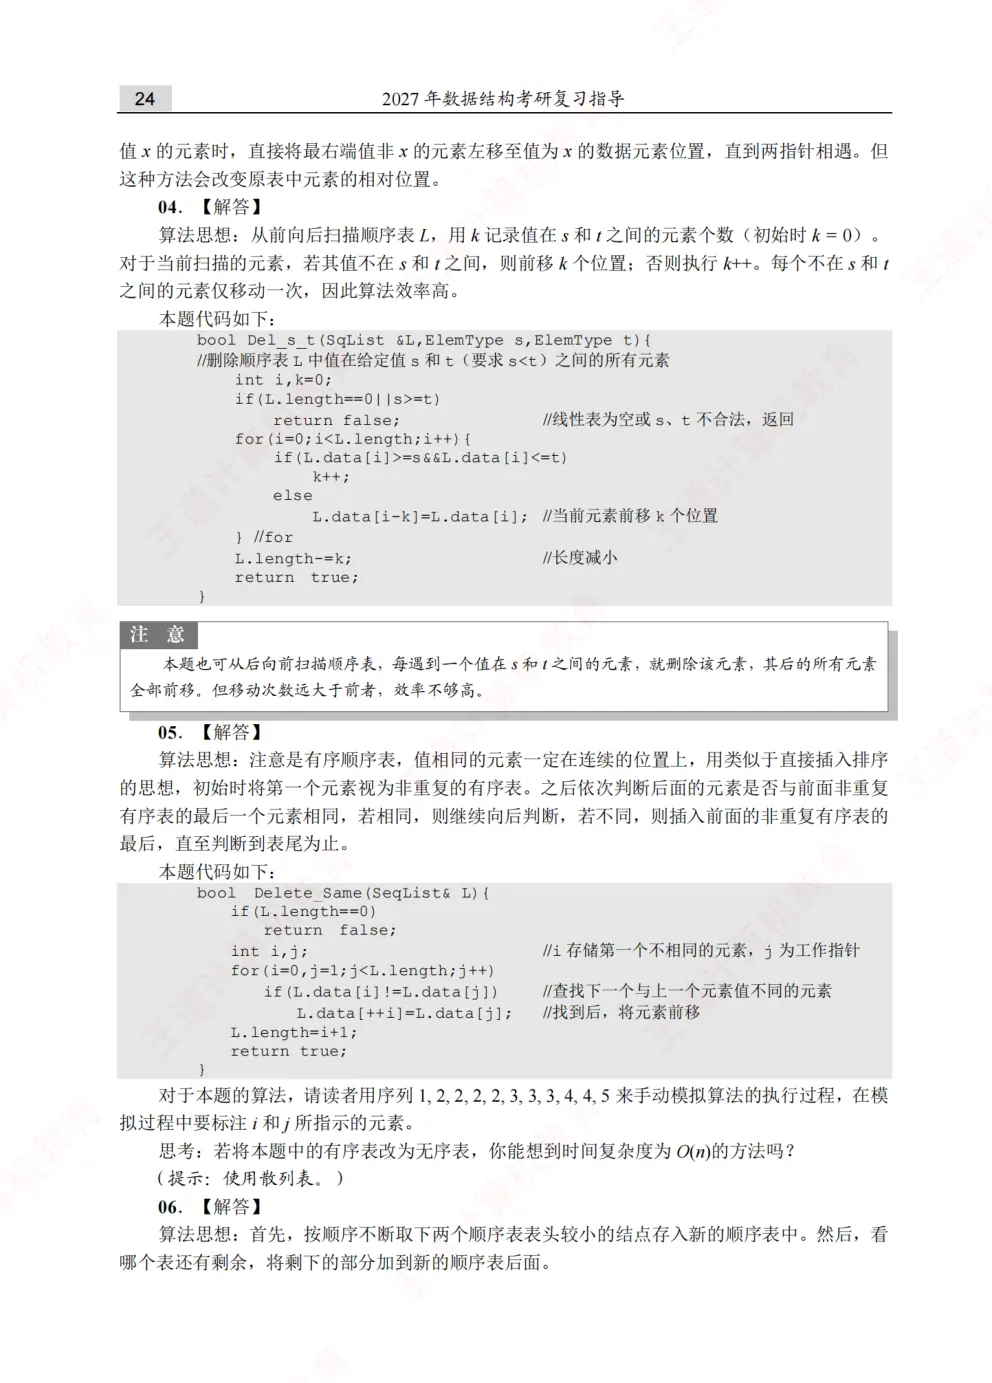 24
2027 年数据结构考研复习指导
值 x 的元素时，直接将最右端值非 x 的元素左移至值为 x 的数据元素位置，直到两指针相遇。但
这种方法会改变原表中元素的相对位置。
04. 【解答】
算法思想：从前向后扫描顺序表 L，用 k 记录值在 s 和 t 之间的元素个数（初始时 k = 0）。
对于当前扫描的元素，若其值不在 s 和 t 之间，则前移 k 个位置；否则执行 k++。每个不在 s 和 t
之间的元素仅移动一次，因此算法效率高。
本题代码如下：
bool Del_s_t(SqList &L,ElemType s,ElemType t){
//删除顺序表 L 中值在给定值 s 和 t（要求 s<t）之间的所有元素
int i,k=0;
if(L.length==0||s>=t)
return false; //线性表为空或 s、t 不合法，返回
for(i=0;i<L.length;i++){
if(L.data[i]>=s&&L.data[i]<=t)
k++;
else
L.data[i-k]=L.data[i]; //当前元素前移 k 个位置
} //for
L.length-=k; //长度减小
return true;
}
注 意
本题也可从后向前扫描顺序表，每遇到一个值在 s 和 t 之间的元素，就删除该元素，其后的所有元素
全部前移。但移动次数远大于前者，效率不够高。
05. 【解答】
算法思想：注意是有序顺序表，值相同的元素一定在连续的位置上，用类似于直接插入排序
的思想，初始时将第一个元素视为非重复的有序表。之后依次判断后面的元素是否与前面非重复
有序表的最后一个元素相同，若相同，则继续向后判断，若不同，则插入前面的非重复有序表的
最后，直至判断到表尾为止。
本题代码如下：
bool Delete_Same(SeqList& L){
if(L.length==0)
return false;
int i,j; //i 存储第一个不相同的元素，j 为工作指针
for(i=0,j=1;j<L.length;j++)
if(L.data[i]!=L.data[j]) //查找下一个与上一个元素值不同的元素
L.data[++i]=L.data[j]; //找到后，将元素前移
L.length=i+1;
return true;
}
对于本题的算法，请读者用序列 1, 2, 2, 2, 2, 3, 3, 3, 4, 4, 5 来手动模拟算法的执行过程，在模
拟过程中要标注 i 和 j 所指示的元素。
思考：若将本题中的有序表改为无序表，你能想到时间复杂度为 O(n)的方法吗？
（提示：使用散列表。）
06. 【解答】
算法思想：首先，按顺序不断取下两个顺序表表头较小的结点存入新的顺序表中。然后，看
哪个表还有剩余，将剩下的部分加到新的顺序表后面。